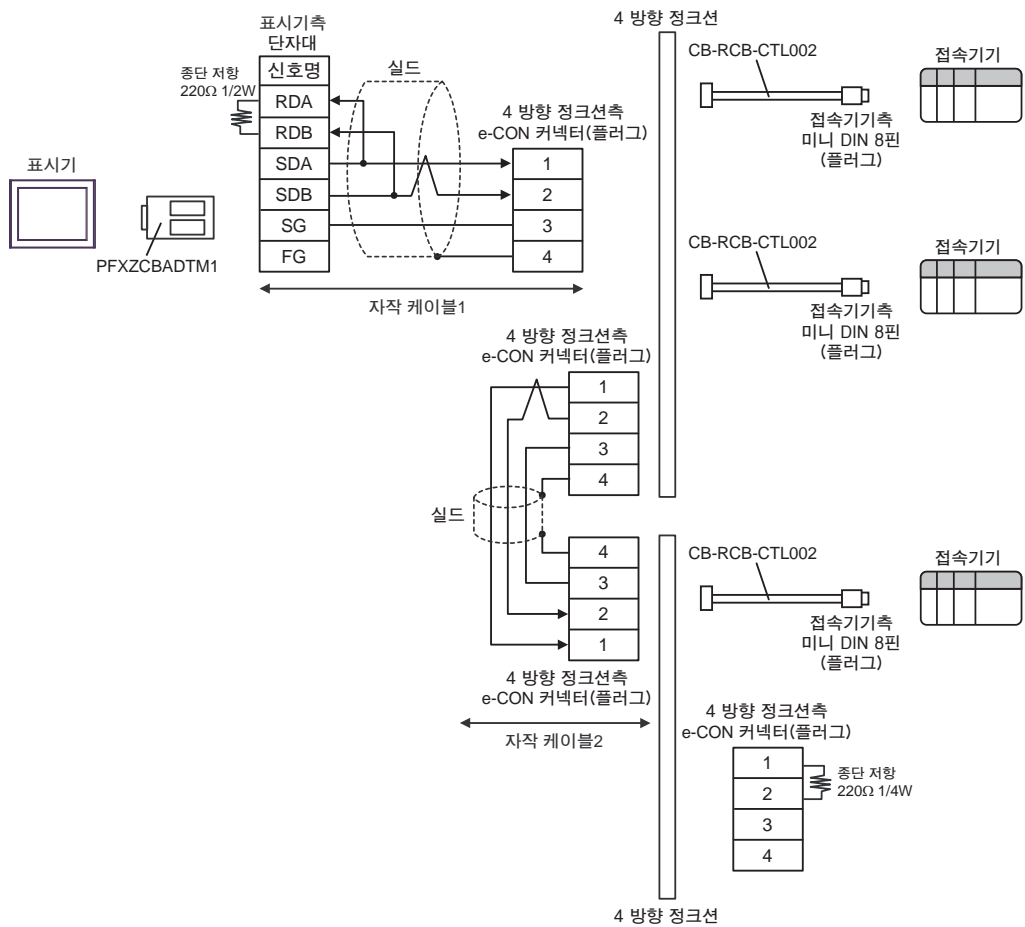 4 방향 정크션
표시기측
단자대
신호명
종단 저항
220Ω 1/2W
RDA
RDB
SDA
SDB
SG
FG
실드
4 방향 정크션측
e-CON 커넥터(플러그)
1
2
3
4
표시기
PFXZCBADTM1
자작 케이블1
CB-RCB-CTL002
접속기기
접속기기측
미니 DIN 8핀
(플러그)
CB-RCB-CTL002
접속기기
접속기기측
미니 DIN 8핀
(플러그)
4 방향 정크션측
e-CON 커넥터(플러그)
1
2
3
4
실드
4
3
2
1
4 방향 정크션측
e-CON 커넥터(플러그)
자작 케이블2
CB-RCB-CTL002
접속기기
접속기기측
미니 DIN 8핀
(플러그)
4 방향 정크션측
e-CON 커넥터(플러그)
1
2
3
4
종단 저항
220Ω 1/4W
4 방향 정크션